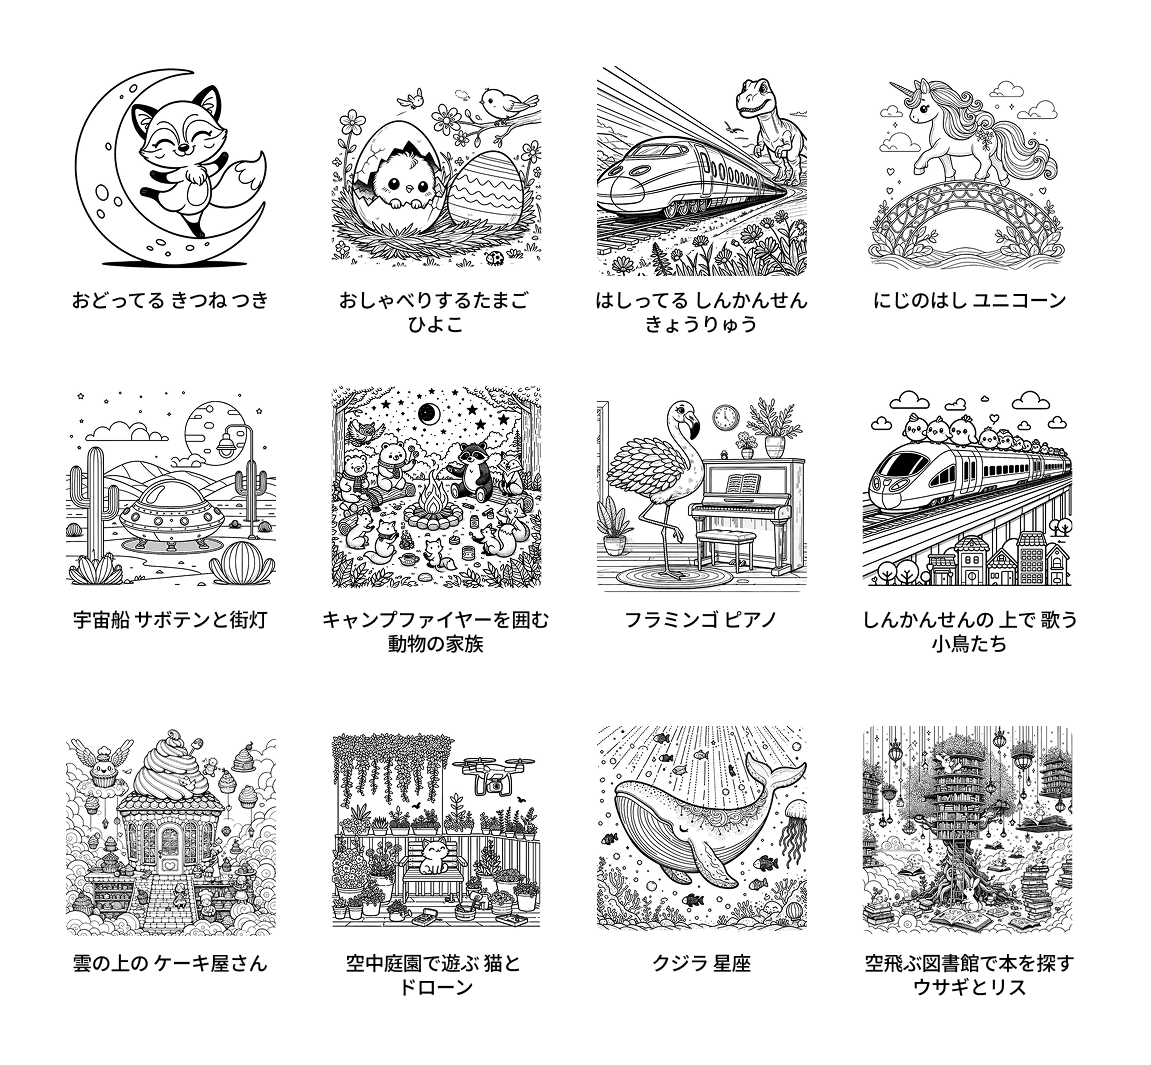 おどってる きつね つき
おしゃべりするたまご
ひよこ
はしってる しんかんせん
きょうりゅう
にじのはし ユニコーン
宇宙船 サボテンと街灯
キャンプファイヤーを囲む
動物の家族
フラミンゴ ピアノ
しんかんせんの 上で 歌う
小鳥たち
雲の上の ケーキ屋さん
空中庭園で遊ぶ 猫と
ドローン
クジラ 星座
空飛ぶ図書館で本を探す
ウサギとリス